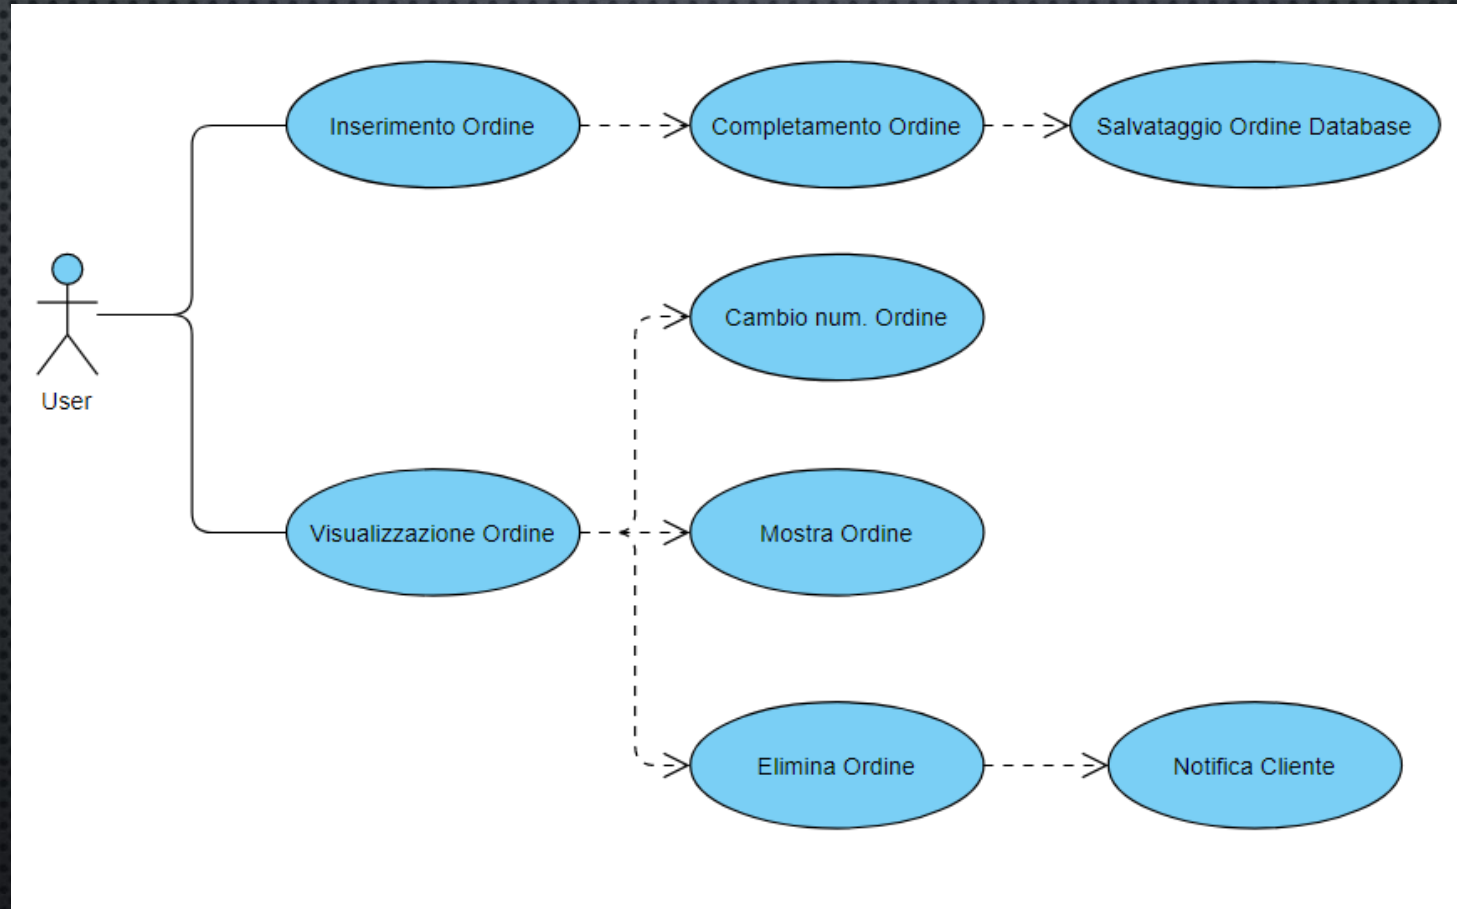 Inserimento Ordine
Completamento Ordine
Salvataggio Ordine Database
Cambio num. Ordine
User
Visualizzazione Ordine
Mostra Ordine
Elimina Ordine
Notifica Cliente